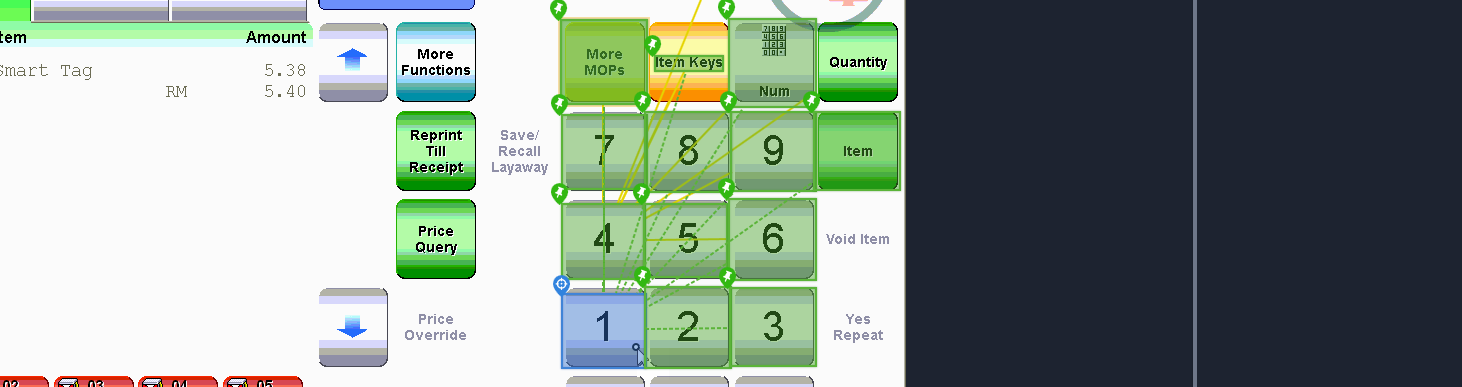 tem Amount
Smart Tag 5.38
RM 5.40
More
Functions
Reprint
Till
Receipt
Save/
Recall
Layaway
Price
Query
Price
Override
More
MOPs
Item Keys
Num
Quantity
7 8 9
Item
4 5 6
Void Item
1 2 3
Yes
Repeat
02 03 04 05